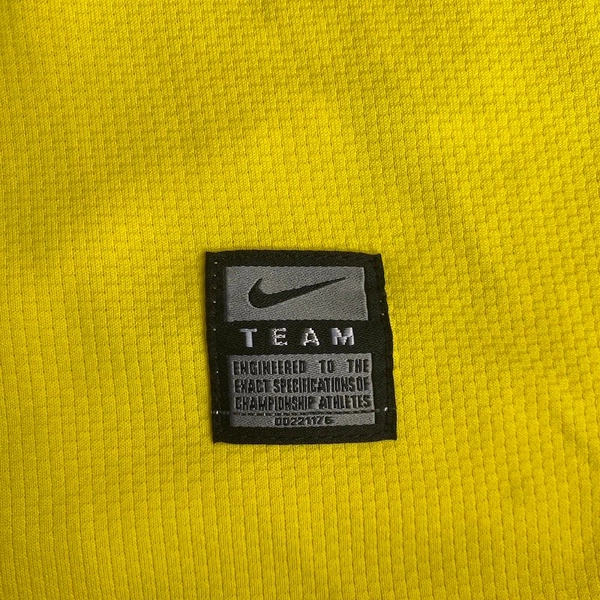 TEAM
ENGINEERED TO THE
EXACT SPECIFICATIONS OF
CHAMPIONSHIP ATHLETES
00221176